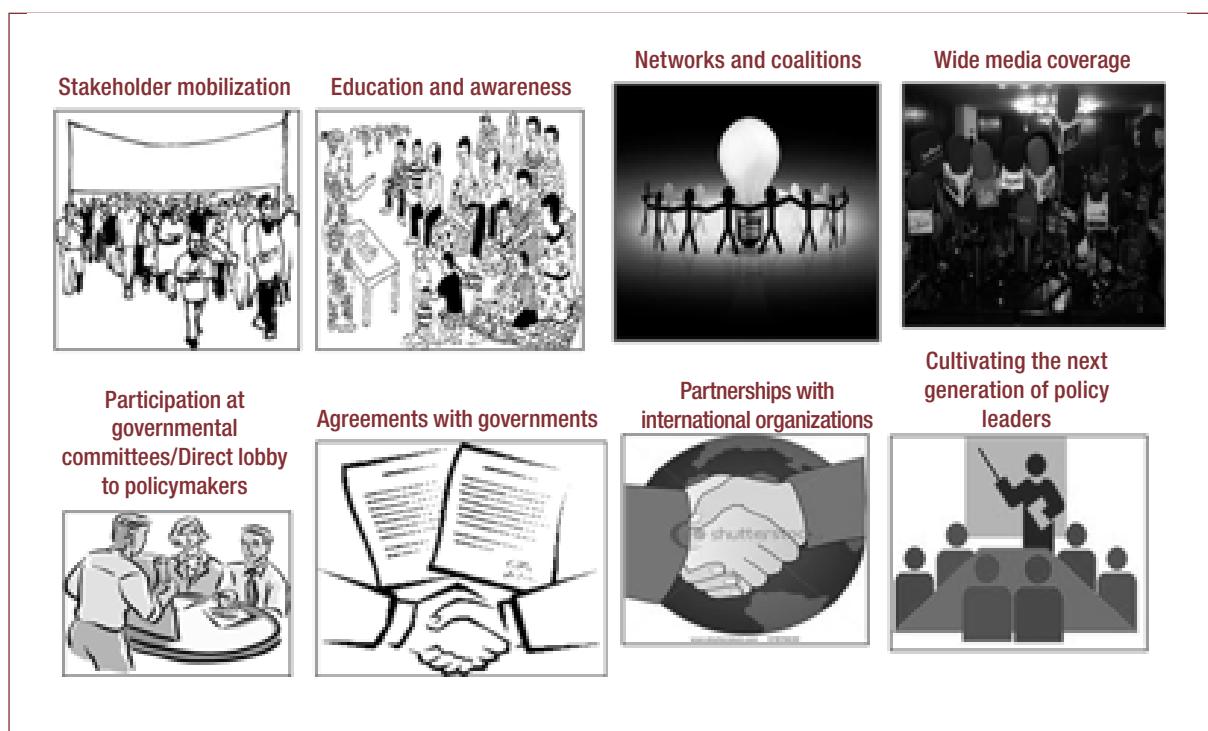 Stakeholder mobilization
Education and awareness
Networks and coalitions
Wide media coverage
Participation at
governmental
committees/Direct lobby
to policymakers
Agreements with governments
Partnerships with
international organizations
Cultivating the next
generation of policy
leaders
shutterstock